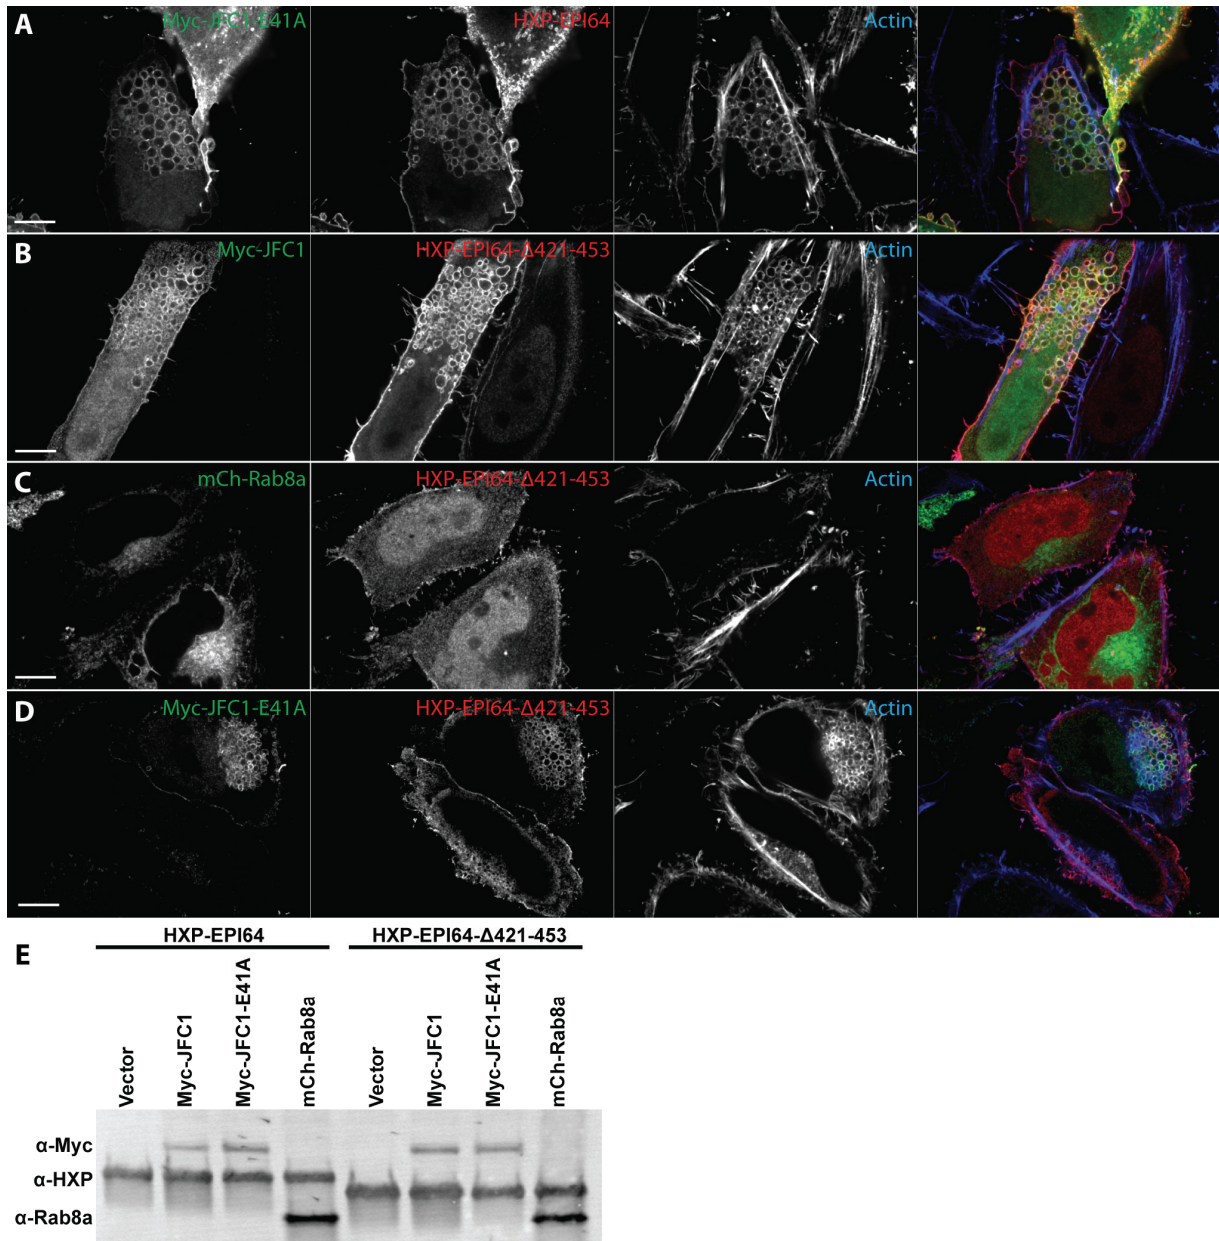 A Myc-JFC1-E41A HXP-EPI64 Actin
B Myc-JFC1 HXP-EPI64-Δ421-453 Actin
C mCh-Rab8a HXP-EPI64-Δ421-453 Actin
D Myc-JFC1-E41A HXP-EPI64-Δ421-453 Actin
E HXP-EPI64 HXP-EPI64-Δ421-453
Vector Myc-JFC1 Myc-JFC1-E41A mCh-Rab8a Vector Myc-JFC1 Myc-JFC1-E41A mCh-Rab8a
α-Myc
α-HXP
α-Rab8a